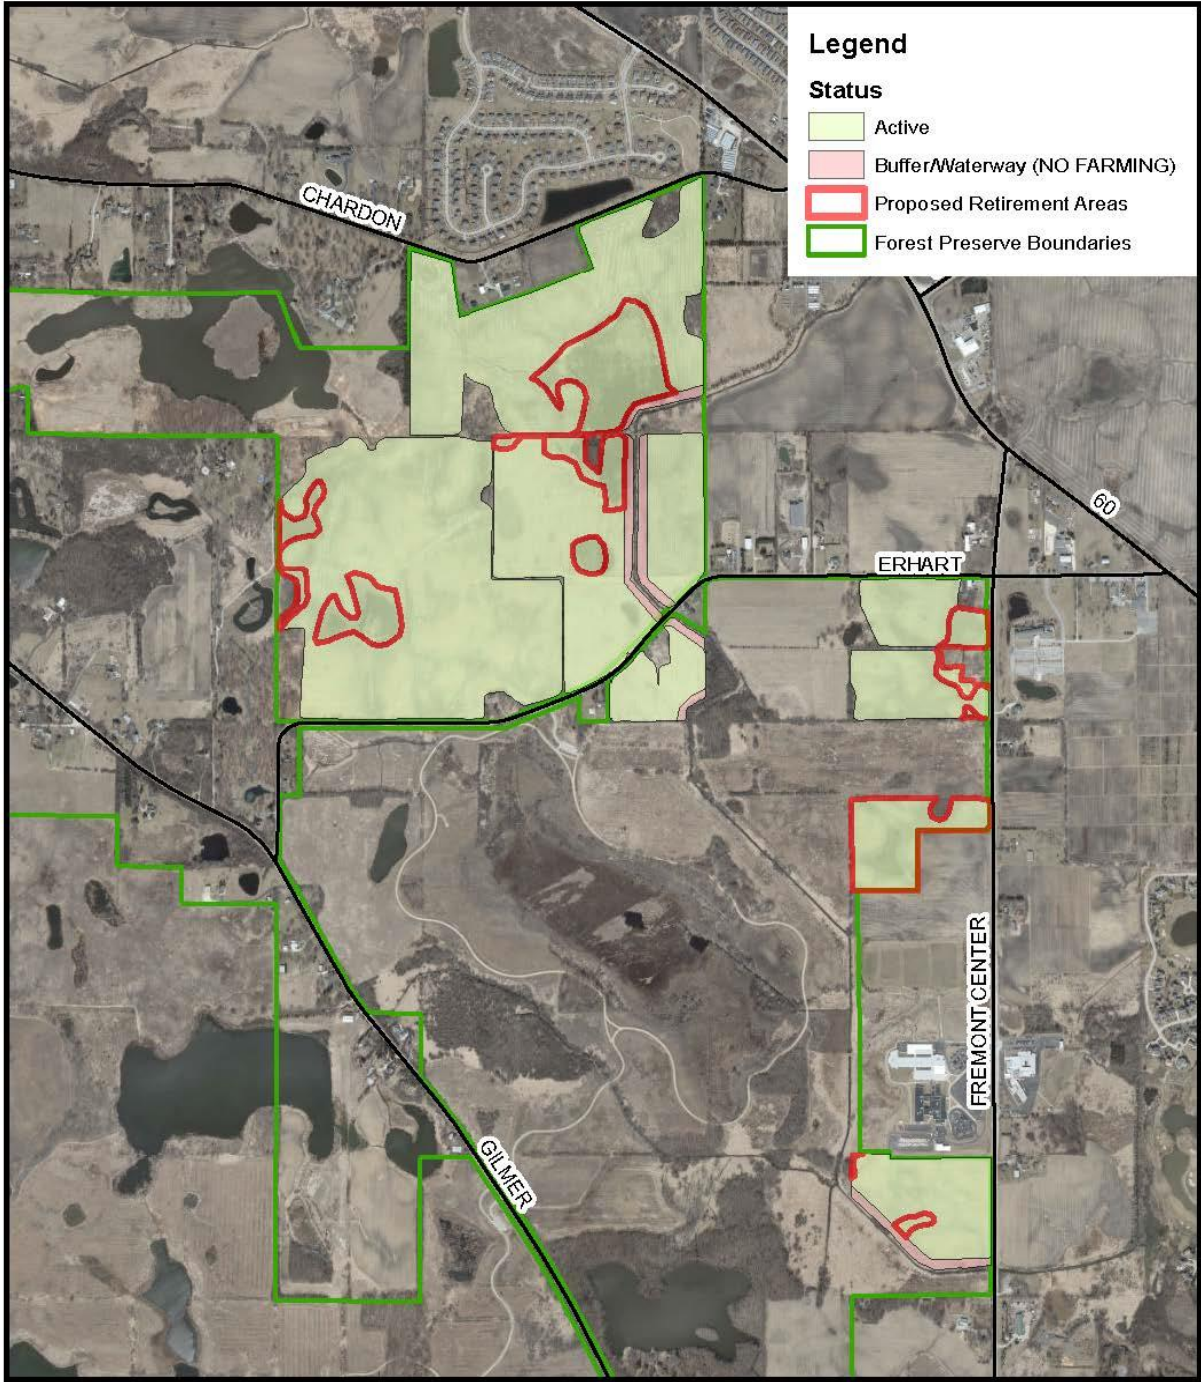 Legend
Status
Active
Buffer/Waterway (NO FARMING)
Proposed Retirement Areas
Forest Preserve Boundaries
CHARDON
60
ERHART
FREMONT CENTER
GILMER